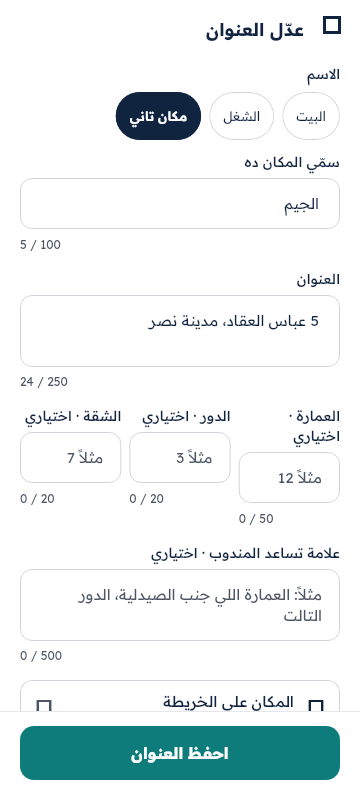 عدّل العنوان
الاسم
البيت
الشغل
مكان تاني
سمّي المكان ده
الجيم
5 / 100
العنوان
5 عباس العقاد، مدينة نصر
24 / 250
العمارة · اختياري
الدور · اختياري
الشقة · اختياري
مثلاً 12
مثلاً 3
مثلاً 7
0 / 50
0 / 20
0 / 20
علامة تساعد المندوب · اختياري
مثلاً: العمارة اللي جنب الصيدلية، الدور
التالت
0 / 500
المكان على الخريطة
احفظ العنوان